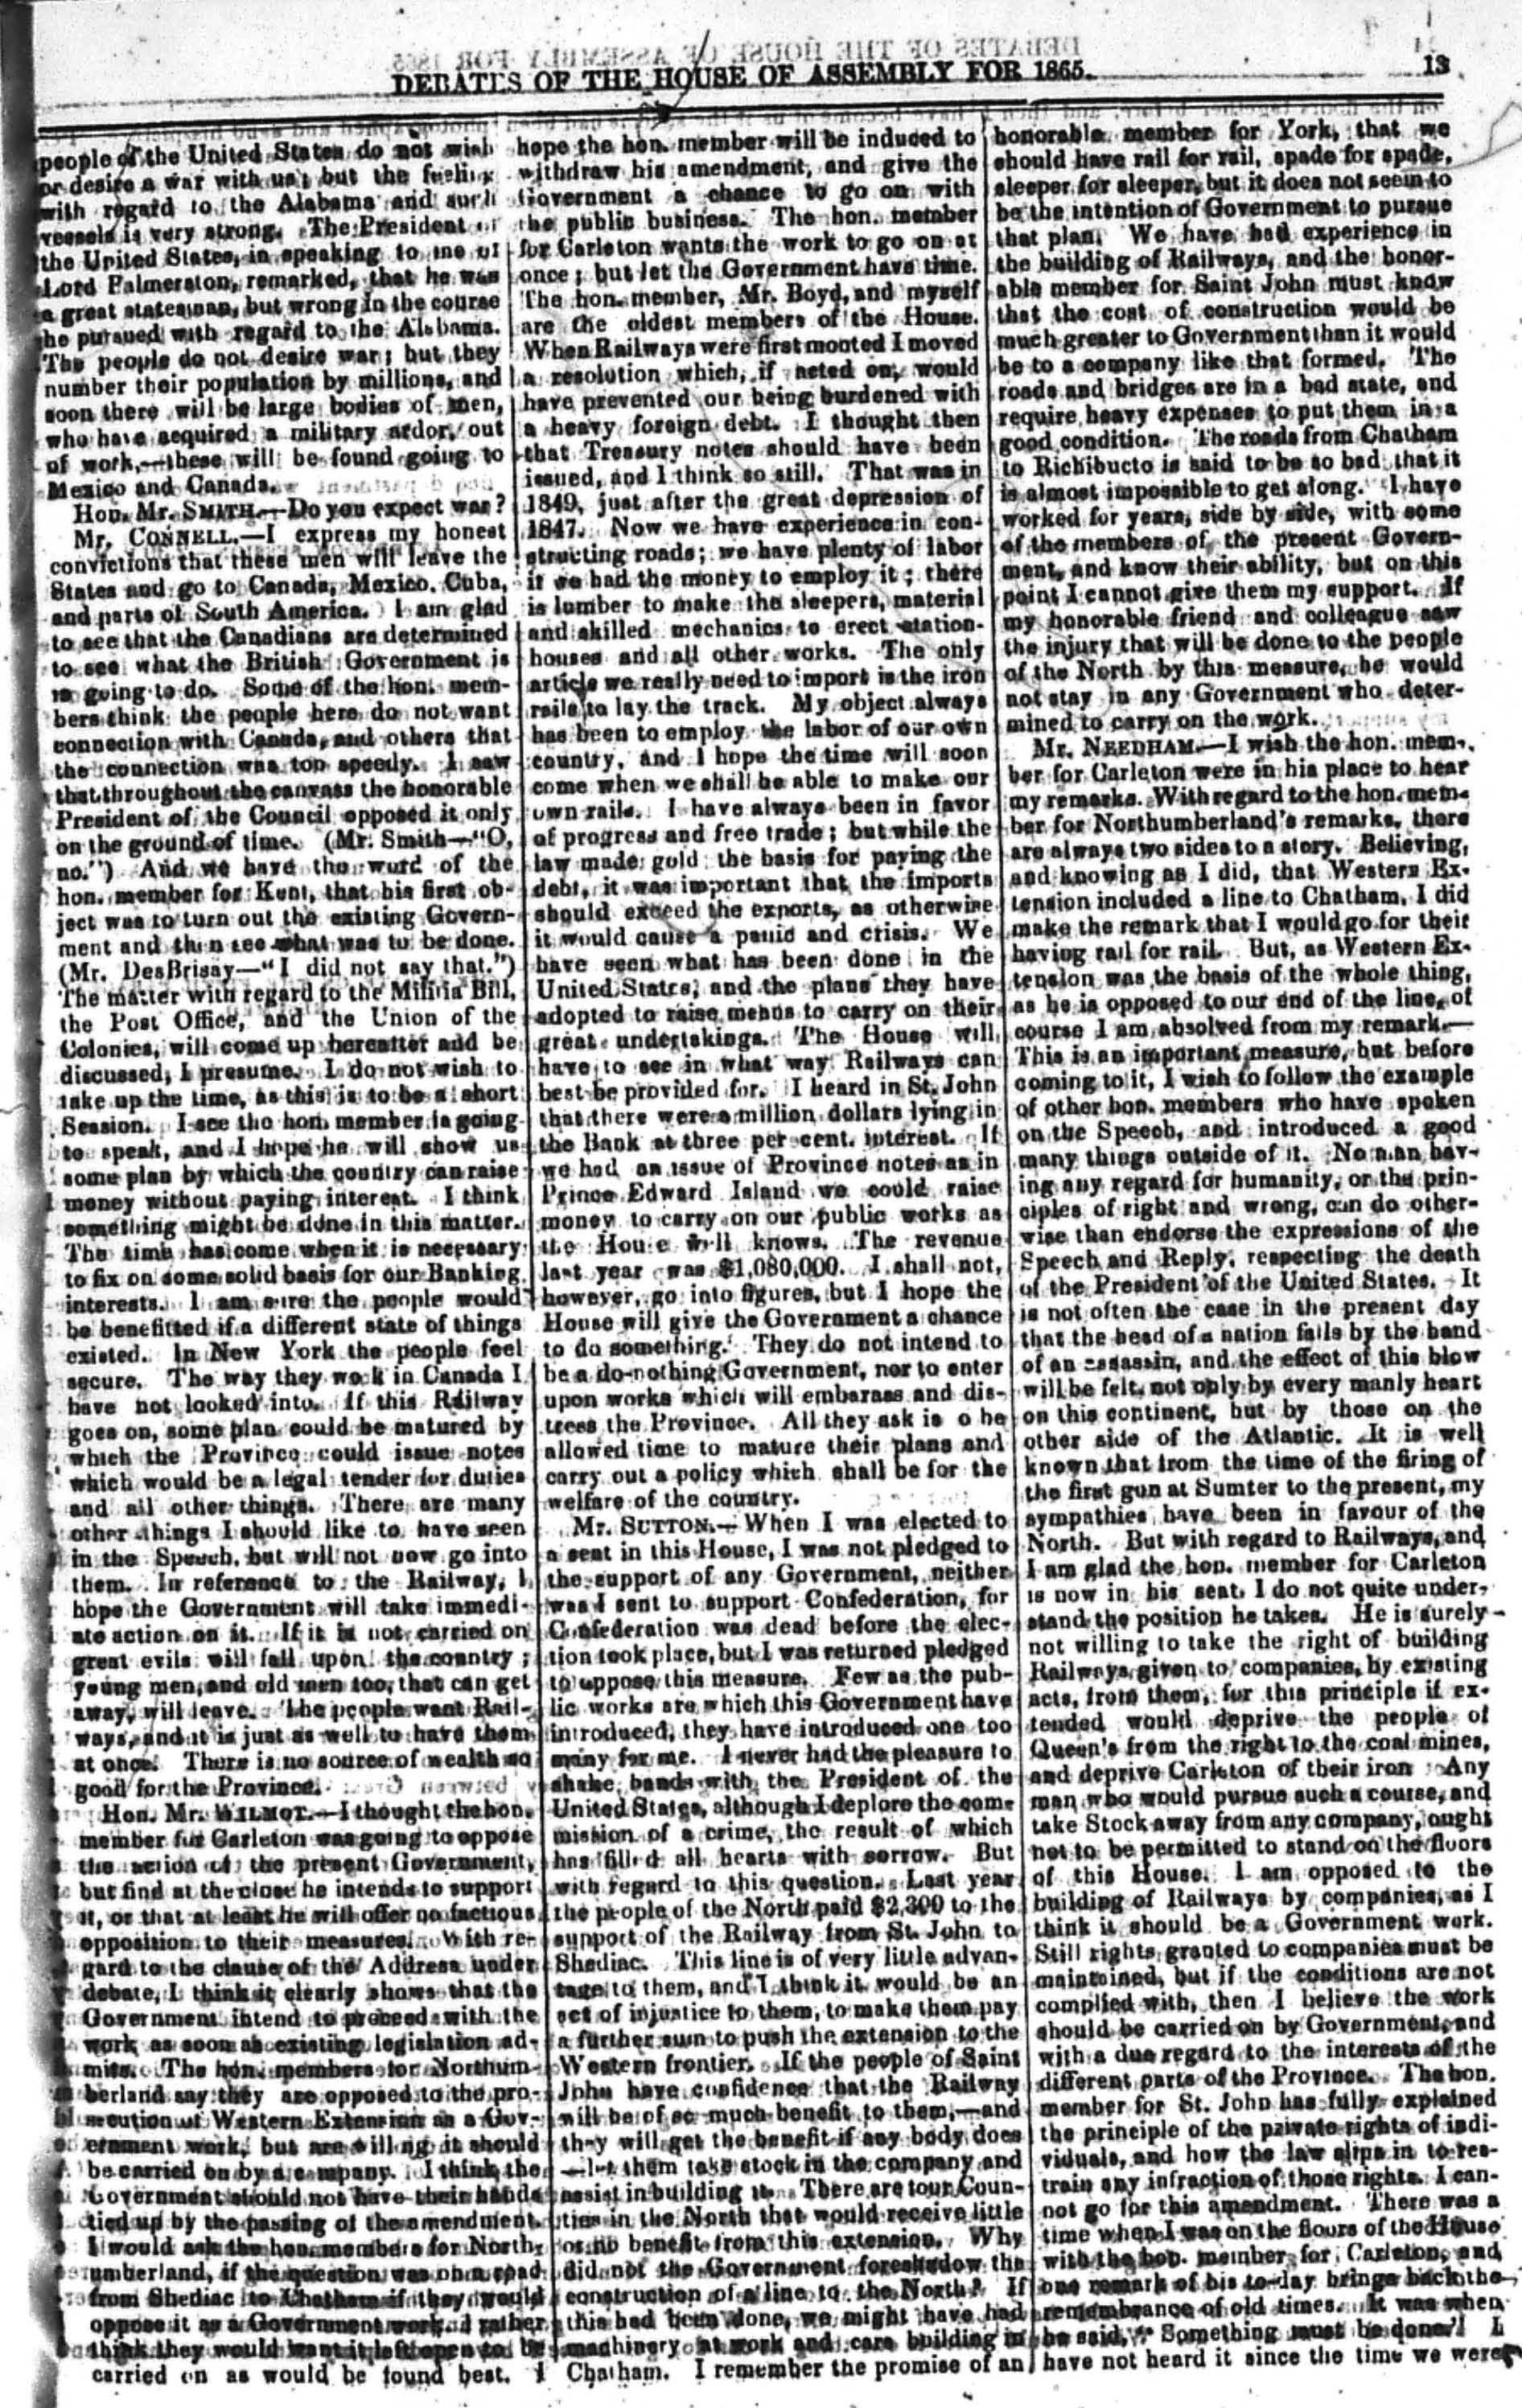 DEBATES OF THE HOUSE OF ASSEMBLY FOR 1865.
13
people of the United States do not wish
or desire a war with us; but the feeling
with regard to the Alabama and such
vessels is very strong. The President of
the United States, in speaking to me of
Lord Palmerston, remarked, that he was
a great statesman, but wrong in the course
he pursued with regard to the Alabama.
The people do not desire war; but they
number their population by millions, and
soon there will be large bodies of men,
who have acquired a military ardor, out
of work,—these will be found going to
Mexico and Canada.
Hon. Mr. SMITH.—Do you expect war?
Mr. CONNELL.—I express my honest
convictions that these men will leave the
States and go to Canada, Mexico, Cuba,
and parts of South America. I am glad
to see that the Canadians are determined
to see what the British Government is
is going to do. Some of the hon. mem-
bers think the people here do not want
connection with Canada, and others that
the connection was too speedy. I saw
that throughout the canvass the honorable
President of the Council opposed it only
on the ground of time. (Mr. Smith—"O,
no.") And we have the word of the
hon. member for Kent, that his first ob-
ject was to turn out the existing Govern-
ment and then see what was to be done.
(Mr. DesBrisay—"I did not say that.")
The matter with regard to the Militia Bill,
the Post Office, and the Union of the
Colonies, will come up hereafter and be
discussed, I presume. I do not wish to
take up the time, as this is to be a short
Session. I see the hon. member is going
to speak, and I hope he will show us
some plan by which the country can raise
money without paying interest. I think
something might be done in this matter.
The time has come when it is necessary
to fix on some solid basis for our Banking
interests. I am sure the people would
be benefitted if a different state of things
existed. In New York the people feel
secure. The way they work in Canada I
have not looked into. If this Railway
goes on, some plan could be matured by
which the Province could issue notes
which would be a legal tender for duties
and all other things. There are many
other things I should like to have seen
in the Speech, but will not now go into
them. In reference to the Railway, I
hope the Government will take immedi-
ate action on it. If it is not carried on
great evils will fall upon the country;
young men, and old men too, that can get
away, will leave. The people want Rail-
ways, and it is just as well to have them
at once. There is no source of wealth so
good for the Province.
Hon. Mr. WILMOT.—I thought the hon.
member for Carleton was going to oppose
the action of the present Government,
but find at the close he intends to support
it, or that at least he will offer no factious
opposition to their measures. With re-
gard to the clause of the Address under
debate, I think it clearly shows that the
Government intend to proceed with the
work as soon as existing legislation ad-
mits. The hon. members for Northum-
berland say they are opposed to the pro-
secution of Western Extension as a Gov-
ernment work, but are willing it should
be carried on by a company. I think the
Government should not have their hands
tied up by the passing of the amendment.
I would ask the hon. members for North-
umberland, if the question was on a road
from Shediac to Chatham if they would
oppose it as a Government work. I rather
think they would want it left open to be
carried on as would be found best. I
hope the hon. member will be induced to
withdraw his amendment, and give the
Government a chance to go on with
the public business. The hon. member
for Carleton wants the work to go on at
once; but let the Government have time.
The hon. member, Mr. Boyd, and myself
are the oldest members of the House.
When Railways were first mooted I moved
a resolution which, if acted on, would
have prevented our being burdened with
a heavy foreign debt. I thought then
that Treasury notes should have been
issued, and I think so still. That was in
1849, just after the great depression of
1847. Now we have experience in con-
structing roads; we have plenty of labor
if we had the money to employ it; there
is lumber to make the sleepers, material
and skilled mechanics to erect station-
houses and all other works. The only
article we really need to import is the iron
rails to lay the track. My object always
has been to employ the labor of our own
country, and I hope the time will soon
come when we shall be able to make our
own rails. I have always been in favor
of progress and free trade; but while the
law made gold the basis for paying the
debt, it was important that the imports
should exceed the exports, as otherwise
it would cause a panic and crisis. We
have seen what has been done in the
United States, and the plans they have
adopted to raise means to carry on their
great undertakings. The House will
have to see in what way Railways can
best be provided for. I heard in St. John
that there were a million dollars lying in
the Bank at three per cent. interest. If
we had an issue of Province notes as in
Prince Edward Island we could raise
money to carry on our public works as
the House well knows. The revenue
last year was $1,080,000. I shall not,
however, go into figures, but I hope the
House will give the Government a chance
to do something. They do not intend to
be a do-nothing Government, nor to enter
upon works which will embarass and dis-
tress the Province. All they ask is o be
allowed time to mature their plans and
carry out a policy which shall be for the
welfare of the country.
Mr. SUTTON.—When I was elected to
a seat in this House, I was not pledged to
the support of any Government, neither
was I sent to support Confederation, for
Confederation was dead before the elec-
tion took place, but I was returned pledged
to oppose this measure. Few as the pub-
lic works are which this Government have
introduced, they have introduced one too
many for me. I never had the pleasure to
shake hands with the President of the
United States, although I deplore the com-
mission of a crime, the result of which
has filled all hearts with sorrow. But
with regard to this question. Last year
the people of the North paid $2,300 to the
support of the Railway from St. John to
Shediac. This line is of very little advan-
tage to them, and I think it would be an
act of injustice to them, to make them pay
a further sum to push the extension to the
Western frontier. If the people of Saint
John have confidence that the Railway
will be of so much benefit to them,—and
they will get the benefit if any body does
—let them take stock in the company and
assist in building it. There are four Coun-
ties in the North that would receive little
or no benefit from this extension. Why
did not the Government foreshadow the
construction of a line to the North? If
this had been done, we might have had
machinery at work and cars building in
Chatham. I remember the promise of an
honorable member for York, that we
should have rail for rail, spade for spade,
sleeper for sleeper, but it does not seem to
be the intention of Government to pursue
that plan. We have had experience in
the building of Railways, and the honor-
able member for Saint John must know
that the cost of construction would be
much greater to Government than it would
be to a company like that formed. The
roads and bridges are in a bad state, and
require heavy expenses to put them in a
good condition. The roads from Chatham
to Richibucto is said to be so bad that it
is almost impossible to get along. I have
worked for years, side by side, with some
of the members of the present Govern-
ment, and know their ability, but on this
point I cannot give them my support. If
my honorable friend and colleague saw
the injury that will be done to the people
of the North by this measure, he would
not stay in any Government who deter-
mined to carry on the work.
Mr. NEEDHAM.—I wish the hon. mem-
ber for Carleton were in his place to hear
my remarks. With regard to the hon. mem-
ber for Northumberland's remarks, there
are always two sides to a story. Believing,
and knowing as I did, that Western Ex-
tension included a line to Chatham, I did
make the remark that I would go for their
having rail for rail. But, as Western Ex-
tension was the basis of the whole thing,
as he is opposed to our end of the line, of
course I am absolved from my remark.—
This is an important measure, but before
coming to it, I wish to follow the example
of other hon. members who have spoken
on the Speech, and introduced a good
many things outside of it. No man, hav-
ing any regard for humanity, or the prin-
ciples of right and wrong, can do other-
wise than endorse the expressions of the
Speech and Reply, respecting the death
of the President of the United States. It
is not often the case in the present day
that the head of a nation falls by the hand
of an assassin, and the effect of this blow
will be felt, not only by every manly heart
on this continent, but by those on the
other side of the Atlantic. It is well
known that from the time of the firing of
the first gun at Sumter to the present, my
sympathies have been in favour of the
North. But with regard to Railways, and
I am glad the hon. member for Carleton
is now in his seat, I do not quite under-
stand the position he takes. He is surely
not willing to take the right of building
Railways, given to companies, by existing
acts, from them, for this principle if ex-
tended would deprive the people of
Queen's from the right to the coal mines,
and deprive Carleton of their iron Any
man who would pursue such a course, and
take Stock away from any company, ought
not to be permitted to stand on the floors
of this House. I am opposed to the
building of Railways by companies, as I
think it should be a Government work.
Still rights granted to companies must be
maintained, but if the conditions are not
complied with, then I believe the work
should be carried on by Government, and
with a due regard to the interests of the
different parts of the Province. The hon.
member for St. John has fully explained
the principle of the private rights of indi-
viduals, and how the law slips in to res-
train any infraction of those rights. I can-
not go for this amendment. There was a
time when I was on the floors of the House
with the hon. member for Carleton, and
one remark of his to-day brings back the
remembrance of old times. It was when
he said, "Something must be done!" I
have not heard it since the time we were